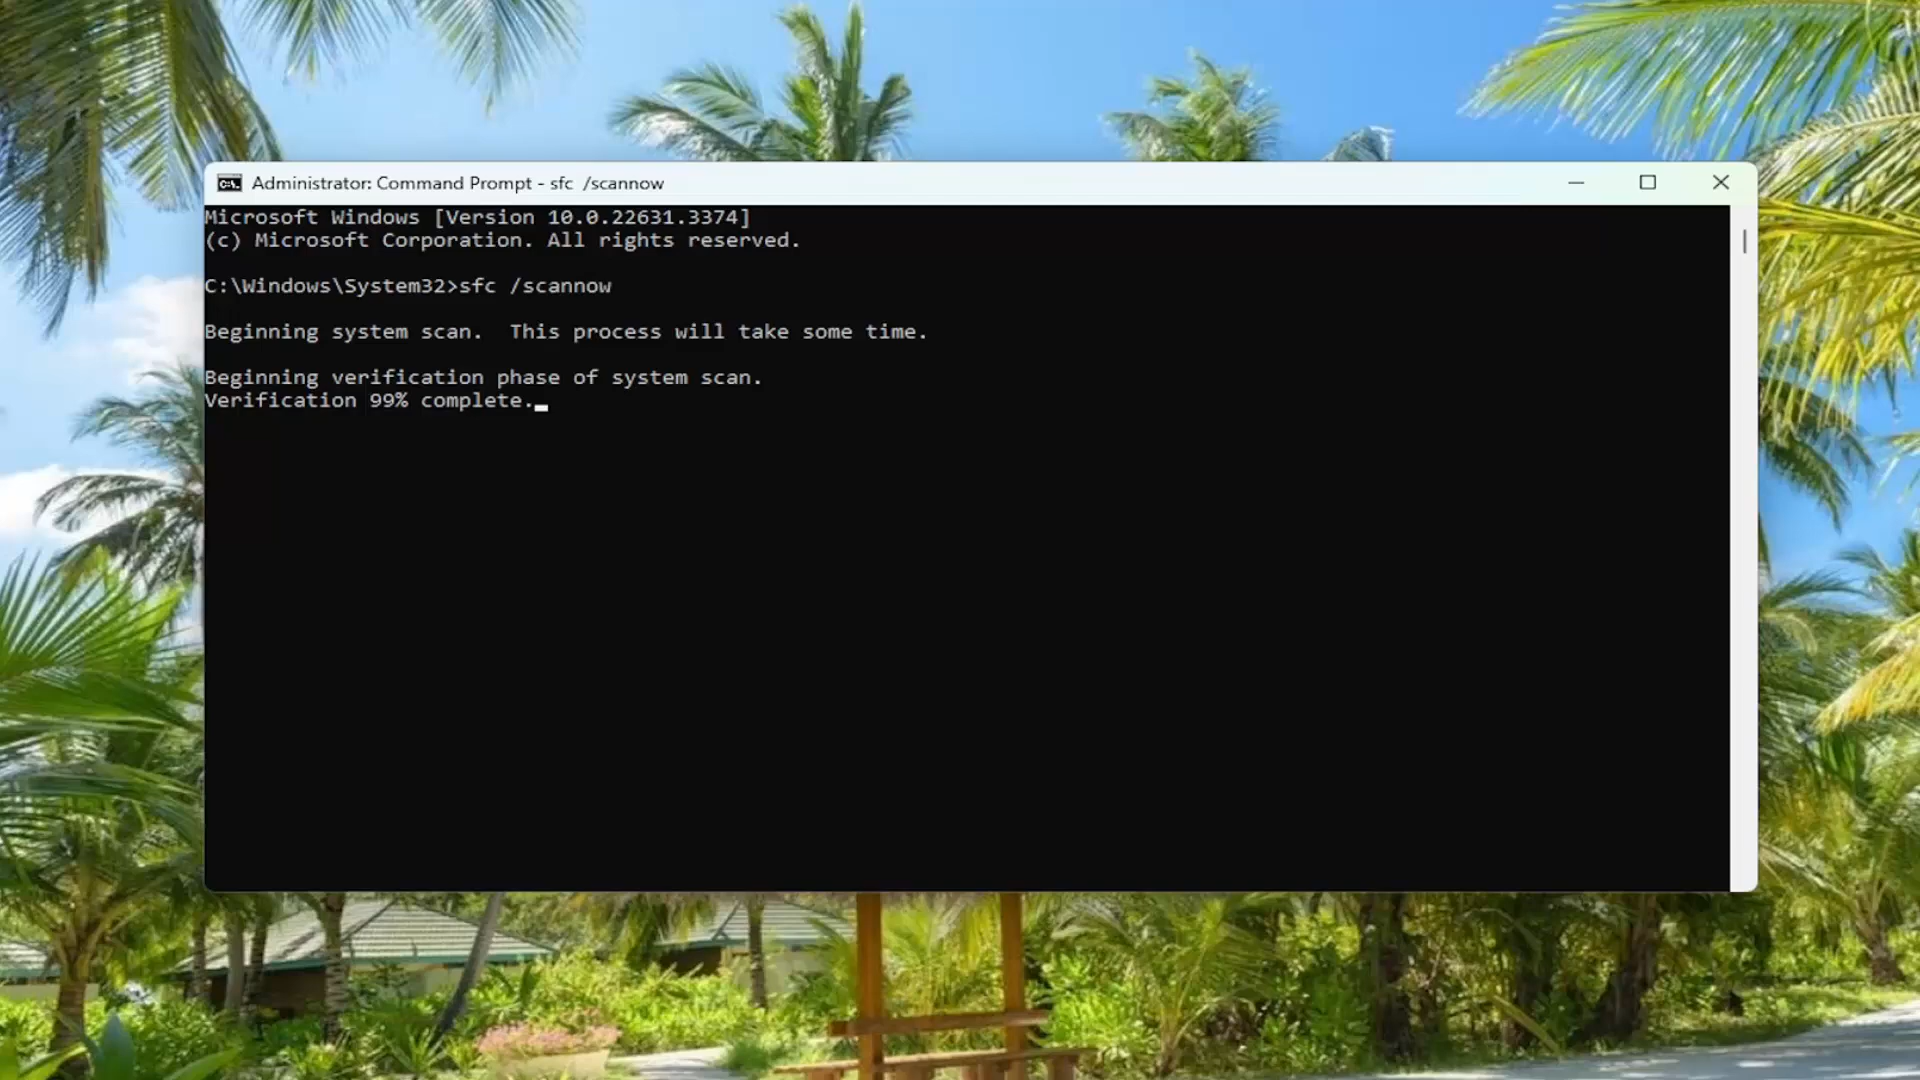 Administrator: Command Prompt - sfc  /scannow
Microsoft Windows [Version 10.0.22631.3374]
(c) Microsoft Corporation. All rights reserved.
C:\Windows\System32>sfc /scannow
Beginning system scan.  This process will take some time.
Beginning verification phase of system scan.
Verification 99% complete.